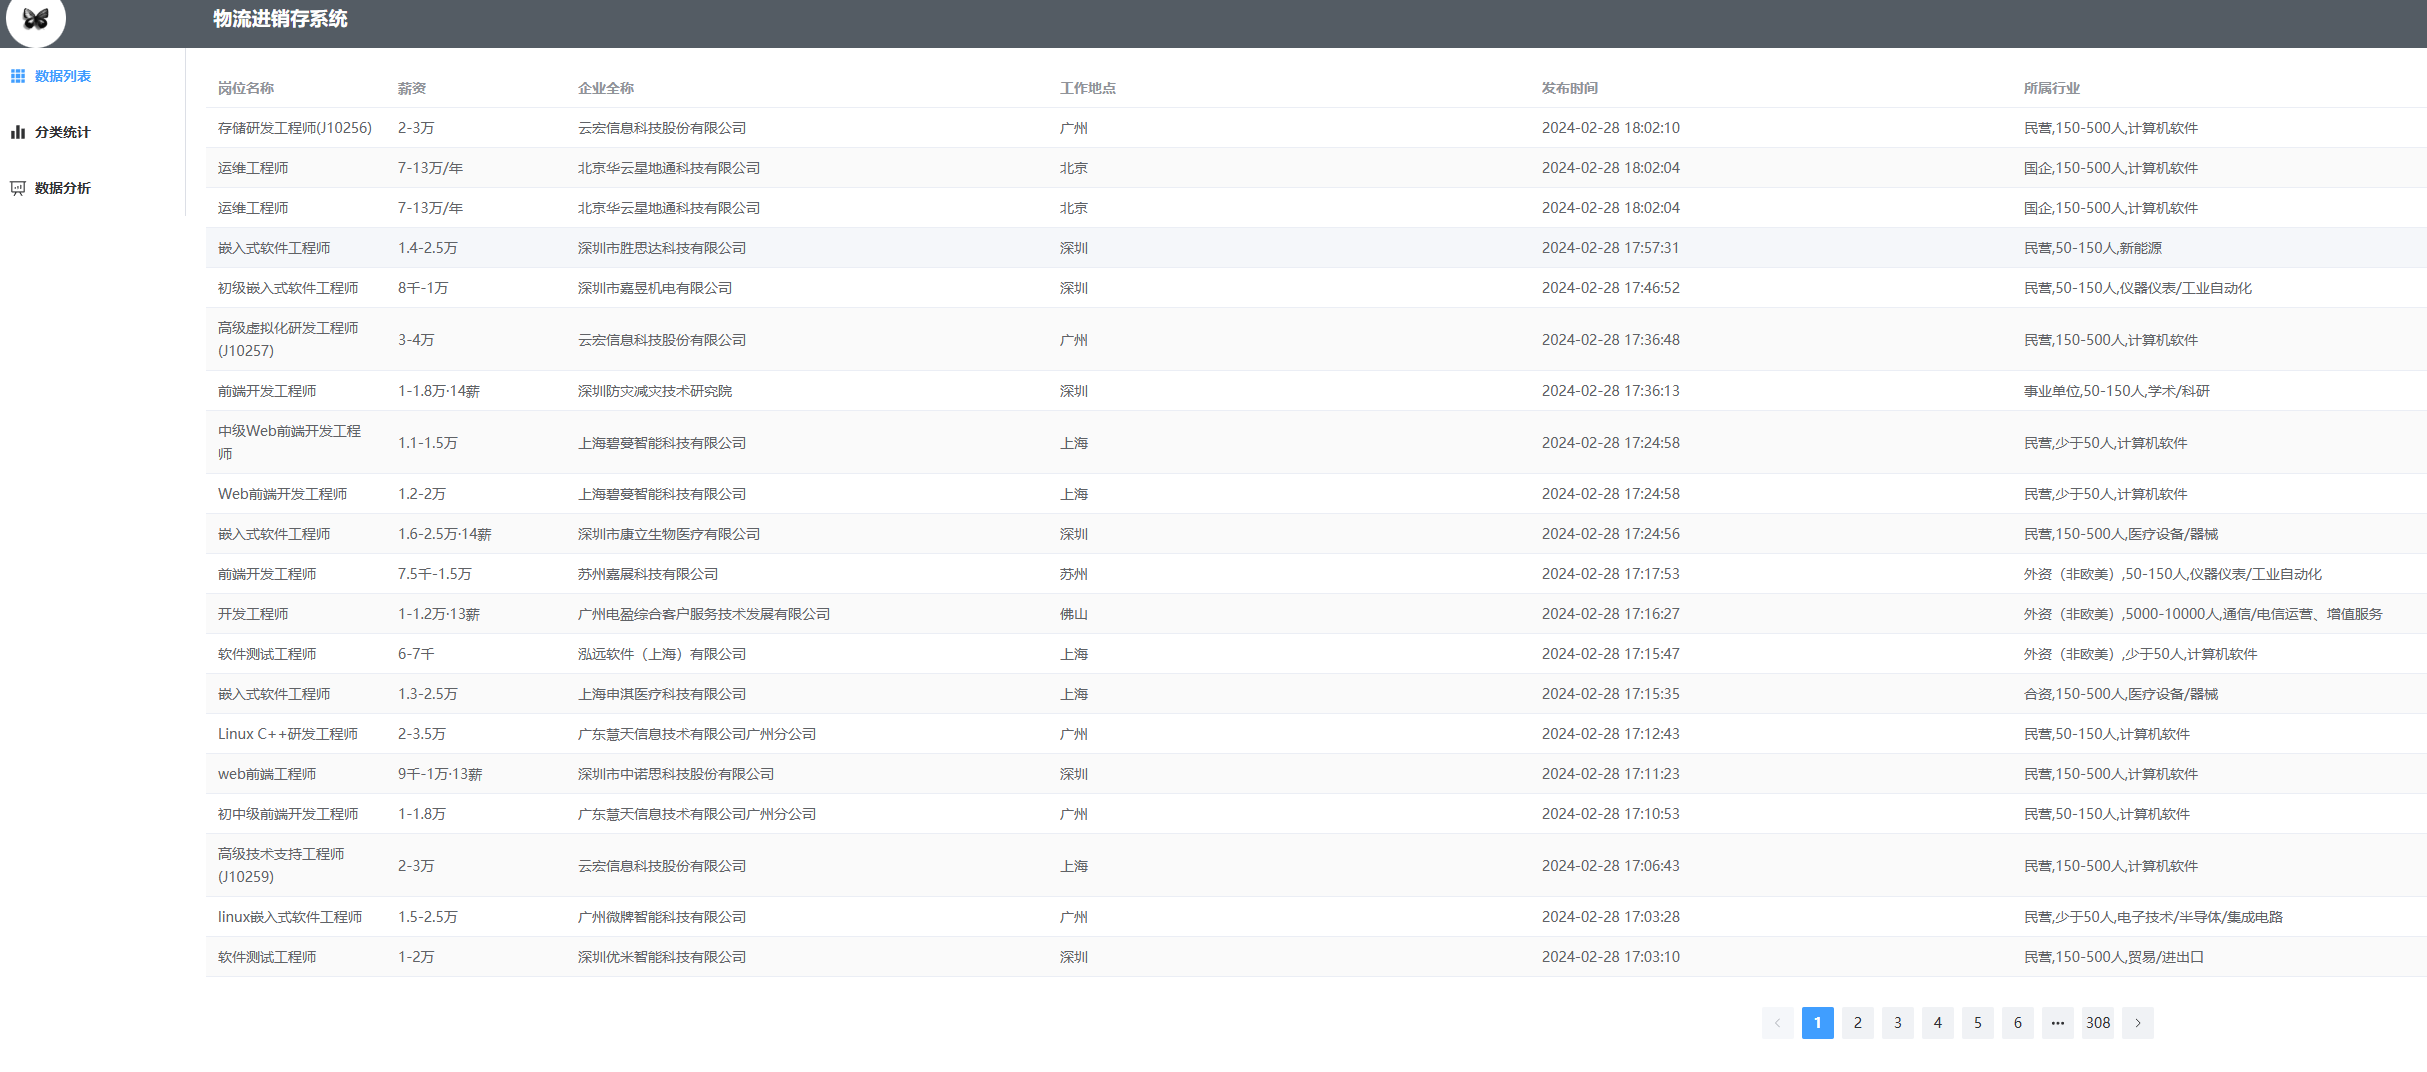 物流进销存系统
数据列表
分类统计
数据分析
岗位名称 薪资 企业全称 工作地点 发布时间 所属行业
存储研发工程师(J10256) 2-3万 云宏信息科技股份有限公司 广州 2024-02-28 18:02:10 民营,150-500人,计算机软件
运维工程师 7-13万/年 北京华云星地通科技有限公司 北京 2024-02-28 18:02:04 国企,150-500人,计算机软件
运维工程师 7-13万/年 北京华云星地通科技有限公司 北京 2024-02-28 18:02:04 国企,150-500人,计算机软件
嵌入式软件工程师 1.4-2.5万 深圳市胜思达科技有限公司 深圳 2024-02-28 17:57:31 民营,50-150人,新能源
初级嵌入式软件工程师 8千-1万 深圳市嘉昱机电有限公司 深圳 2024-02-28 17:46:52 民营,50-150人,仪器仪表/工业自动化
高级虚拟化研发工程师
(J10257) 3-4万 云宏信息科技股份有限公司 广州 2024-02-28 17:36:48 民营,150-500人,计算机软件
前端开发工程师 1-1.8万·14薪 深圳防灾减灾技术研究院 深圳 2024-02-28 17:36:13 事业单位,50-150人,学术/科研
中级Web前端开发工程
师 1.1-1.5万 上海碧蔓智能科技有限公司 上海 2024-02-28 17:24:58 民营,少于50人,计算机软件
Web前端开发工程师 1.2-2万 上海碧蔓智能科技有限公司 上海 2024-02-28 17:24:58 民营,少于50人,计算机软件
嵌入式软件工程师 1.6-2.5万·14薪 深圳市康立生物医疗有限公司 深圳 2024-02-28 17:24:56 民营,150-500人,医疗设备/器械
前端开发工程师 7.5千-1.5万 苏州嘉展科技有限公司 苏州 2024-02-28 17:17:53 外资（非欧美）,50-150人,仪器仪表/工业自动化
开发工程师 1-1.2万·13薪 广州电盈综合客户服务技术发展有限公司 佛山 2024-02-28 17:16:27 外资（非欧美）,5000-10000人,通信/电信运营、增值服务
软件测试工程师 6-7千 泓远软件（上海）有限公司 上海 2024-02-28 17:15:47 外资（非欧美）,少于50人,计算机软件
嵌入式软件工程师 1.3-2.5万 上海申淇医疗科技有限公司 上海 2024-02-28 17:15:35 合资,150-500人,医疗设备/器械
Linux C++研发工程师 2-3.5万 广东慧天信息技术有限公司广州分公司 广州 2024-02-28 17:12:43 民营,50-150人,计算机软件
web前端工程师 9千-1万·13薪 深圳市中诺思科技股份有限公司 深圳 2024-02-28 17:11:23 民营,150-500人,计算机软件
初中级前端开发工程师 1-1.8万 广东慧天信息技术有限公司广州分公司 广州 2024-02-28 17:10:53 民营,50-150人,计算机软件
高级技术支持工程师
(J10259) 2-3万 云宏信息科技股份有限公司 上海 2024-02-28 17:06:43 民营,150-500人,计算机软件
linux嵌入式软件工程师 1.5-2.5万 广州微牌智能科技有限公司 广州 2024-02-28 17:03:28 民营,少于50人,电子技术/半导体/集成电路
软件测试工程师 1-2万 深圳优米智能科技有限公司 深圳 2024-02-28 17:03:10 民营,150-500人,贸易/进出口
1 2 3 4 5 6 ··· 308